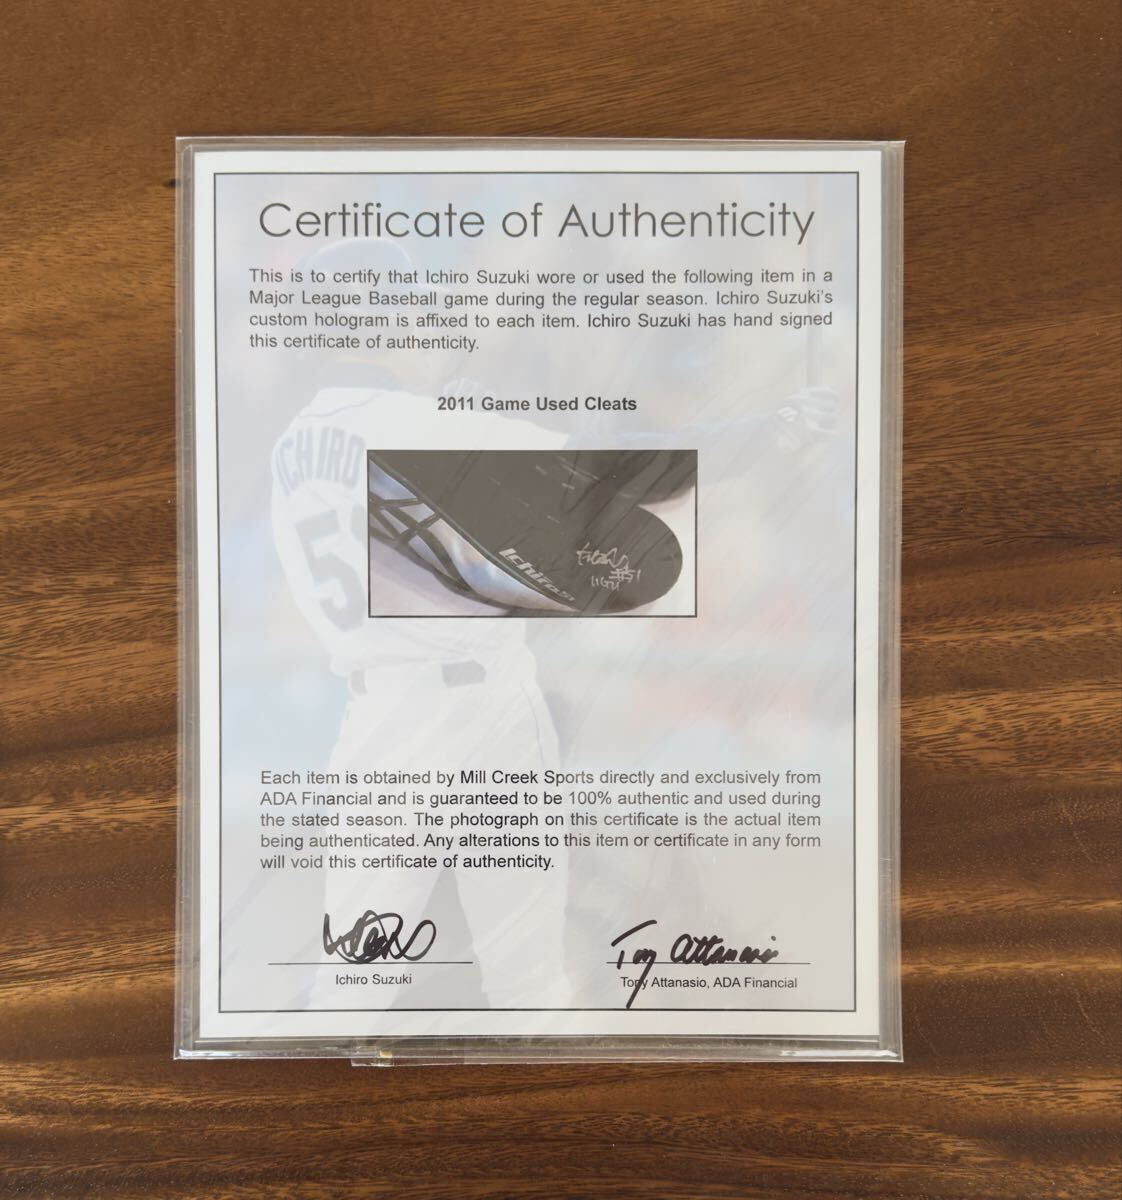 Certificate of Authenticity
This is to certify that Ichiro Suzuki wore or used the following item in a
Major League Baseball game during the regular season. Ichiro Suzuki's
custom hologram is affixed to each item. Ichiro Suzuki has hand signed
this certificate of authenticity.
2011 Game Used Cleats
ICHIRO
5
Ichiro51
#51
Each item is obtained by Mill Creek Sports directly and exclusively from
ADA Financial and is guaranteed to be 100% authentic and used during
the stated season. The photograph on this certificate is the actual item
being authenticated. Any alterations to this item or certificate in any form
will void this certificate of authenticity.
Tony Attanasio
Ichiro Suzuki
Tony Attanasio, ADA Financial